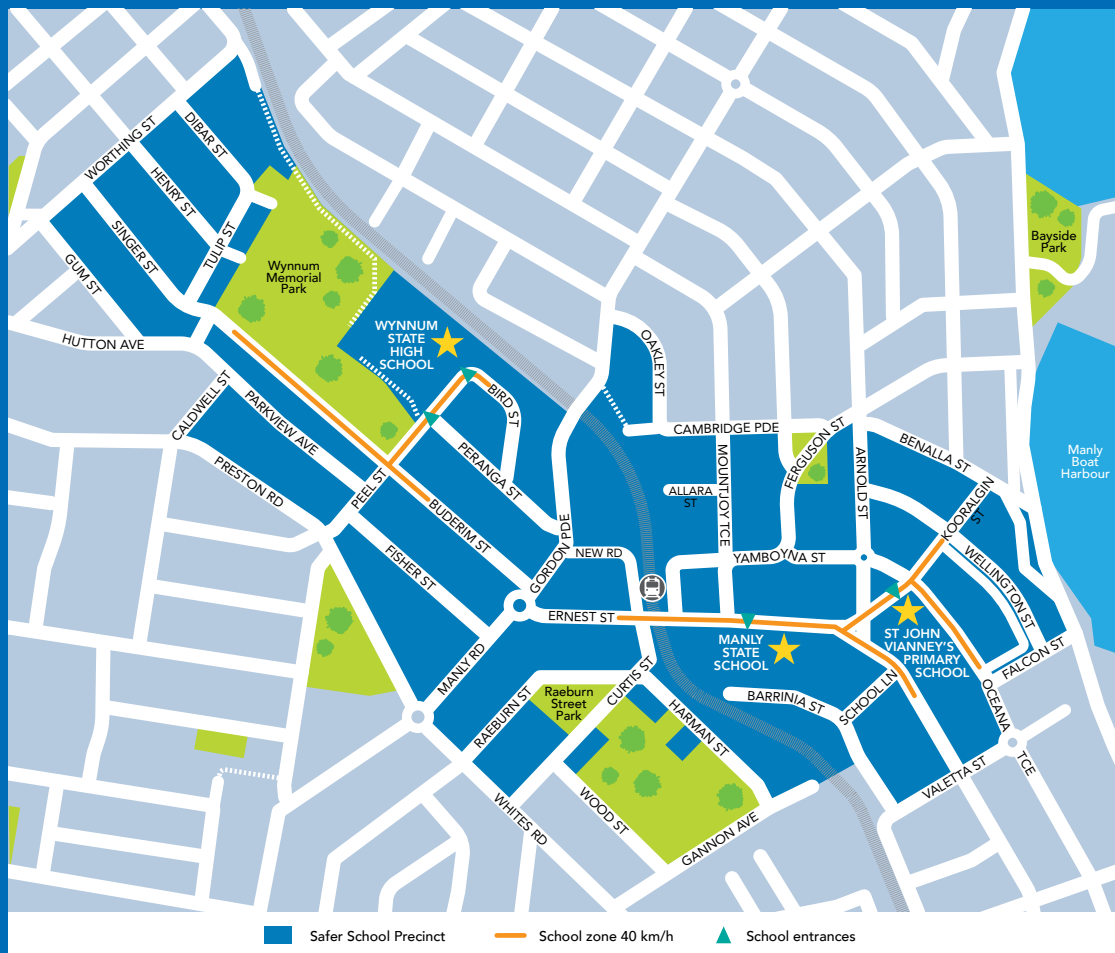 WORTHING ST
DIBAR ST
HENRY ST
SINGER ST
TULIP ST
GUM ST
HUTTON AVE
Wynnum
Memorial
Park
WYNNUM
STATE
HIGH
SCHOOL
Bayside
Park
Manly
Boat
Harbour
OAKLEY ST
CALDWELL ST
PARKVIEW AVE
PRESTON RD
PEEL ST
BIRD ST
PERANGA ST
BUDERIM ST
FISHER ST
GORDON PDE
NEW RD
CAMBRIDGE PDE
MOUNTJOY TCE
ALLARA
ST
FERGUSON ST
ARNOLD ST
BENALLA ST
KOORALGIN
ST
YAMBOYNA ST
WELLINGTON ST
FALCON ST
ERNEST ST
MANLY
STATE
SCHOOL
ST JOHN
VIANNEY'S
PRIMARY
SCHOOL
MANLY RD
RAEBURN ST
Raeburn
Street
Park
CURTIS ST
HARMAN ST
BARRINIA ST
SCHOOL LN
OCEANA
TCE
VALETTA ST
WHITES RD
WOOD ST
GANNON AVE
Safer School Precinct
School zone 40 km/h
School entrances